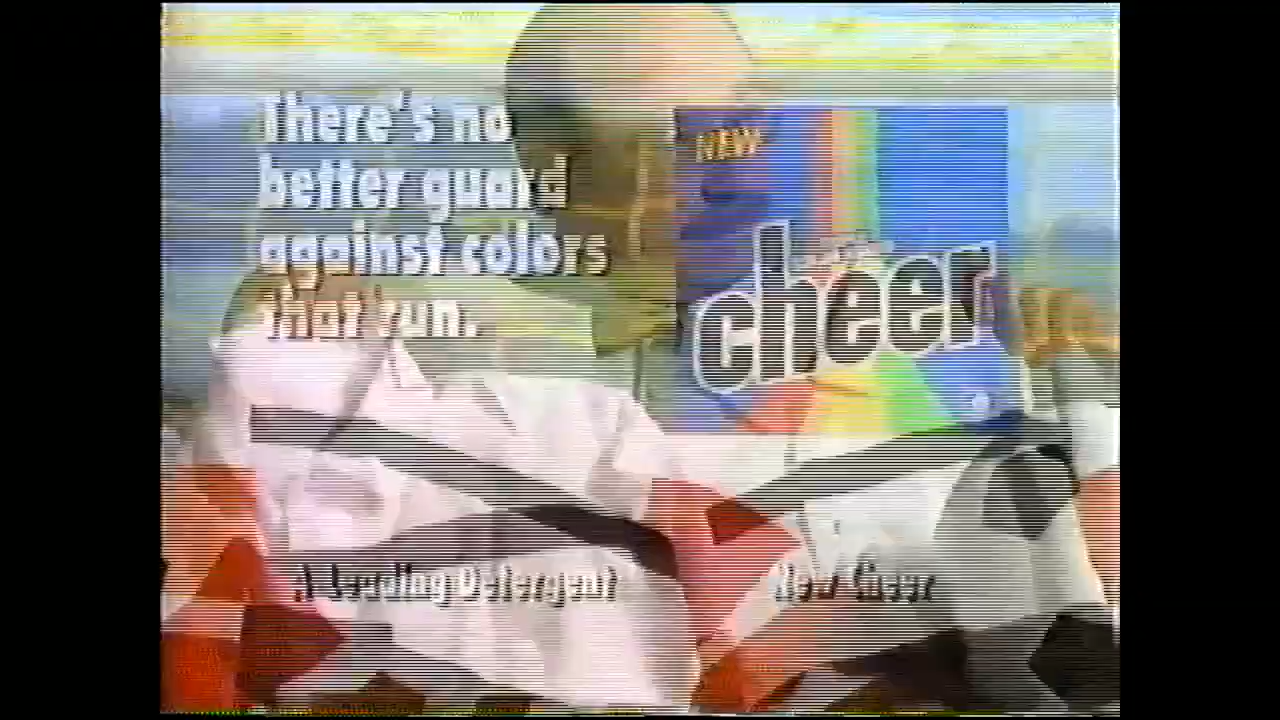 There's no
better guard
against colors
that run.
NEW
cheer
A Leading Detergent
New Cheer